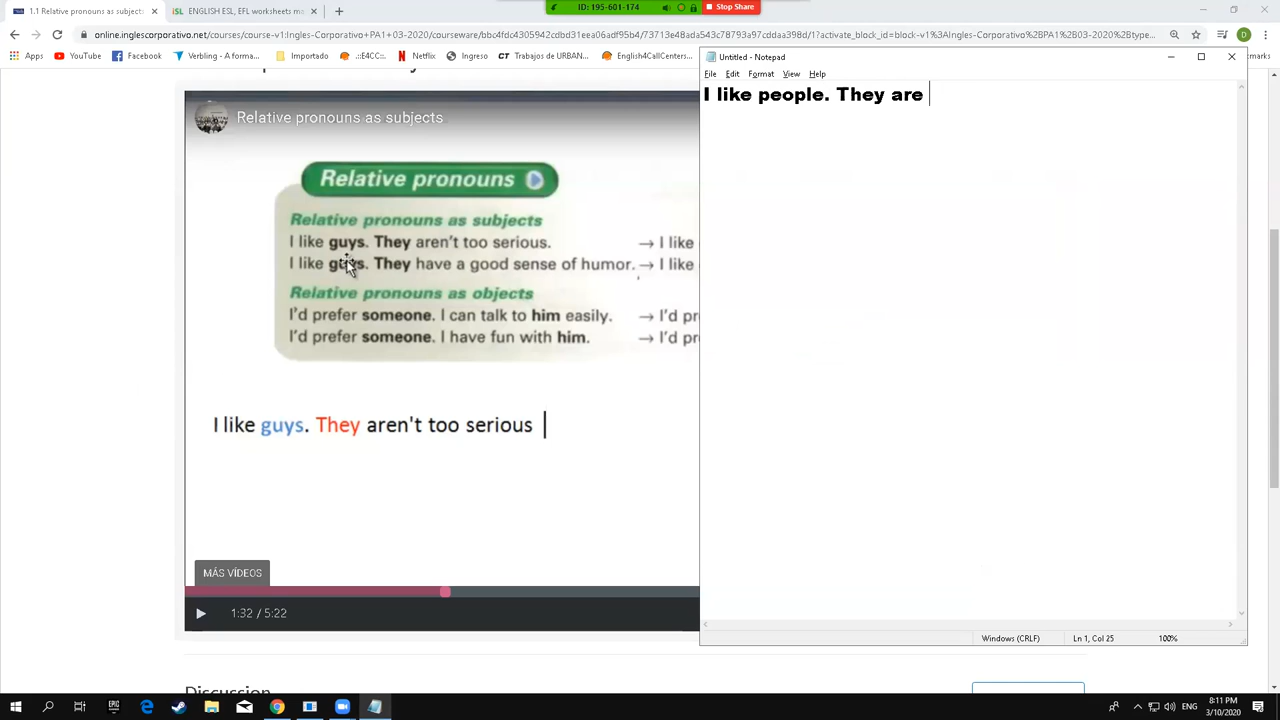 ID: 195-601-174
Stop Share
1.1 Relative pronouns as subjects
ENGLISH ESL, EFL worksheets ma
online.inglescorporativo.net/courses/course-v1:Ingles-Corporativo+PA1+03-2020/courseware/bbc4fdc4305942cdbd31eea06adf95b4/73713e48ada543c78793a97cddaa398d/1?activate_block_id=block-v1%3AIngles-Corporativo%2BPA1%2B03-2020%2Btype...
Apps
YouTube
Facebook
Verbling - A forma...
Importado
.::E4CC::.
Netflix
Ingreso
CT Trabajos de URBAN...
English4CallCenters...
Untitled - Notepad
File Edit Format View Help
I like people. They are
Relative pronouns as subjects
Relative pronouns
Relative pronouns as subjects
I like guys. They aren't too serious. → I like
I like guys. They have a good sense of humor. → I like
Relative pronouns as objects
I'd prefer someone. I can talk to him easily. → I'd pr
I'd prefer someone. I have fun with him. → I'd pr
I like guys. They aren't too serious
MÁS VÍDEOS
1:32 / 5:22
Windows (CRLF) Ln 1, Col 25 100%
Discussion
ENG
8:11 PM
3/10/2020